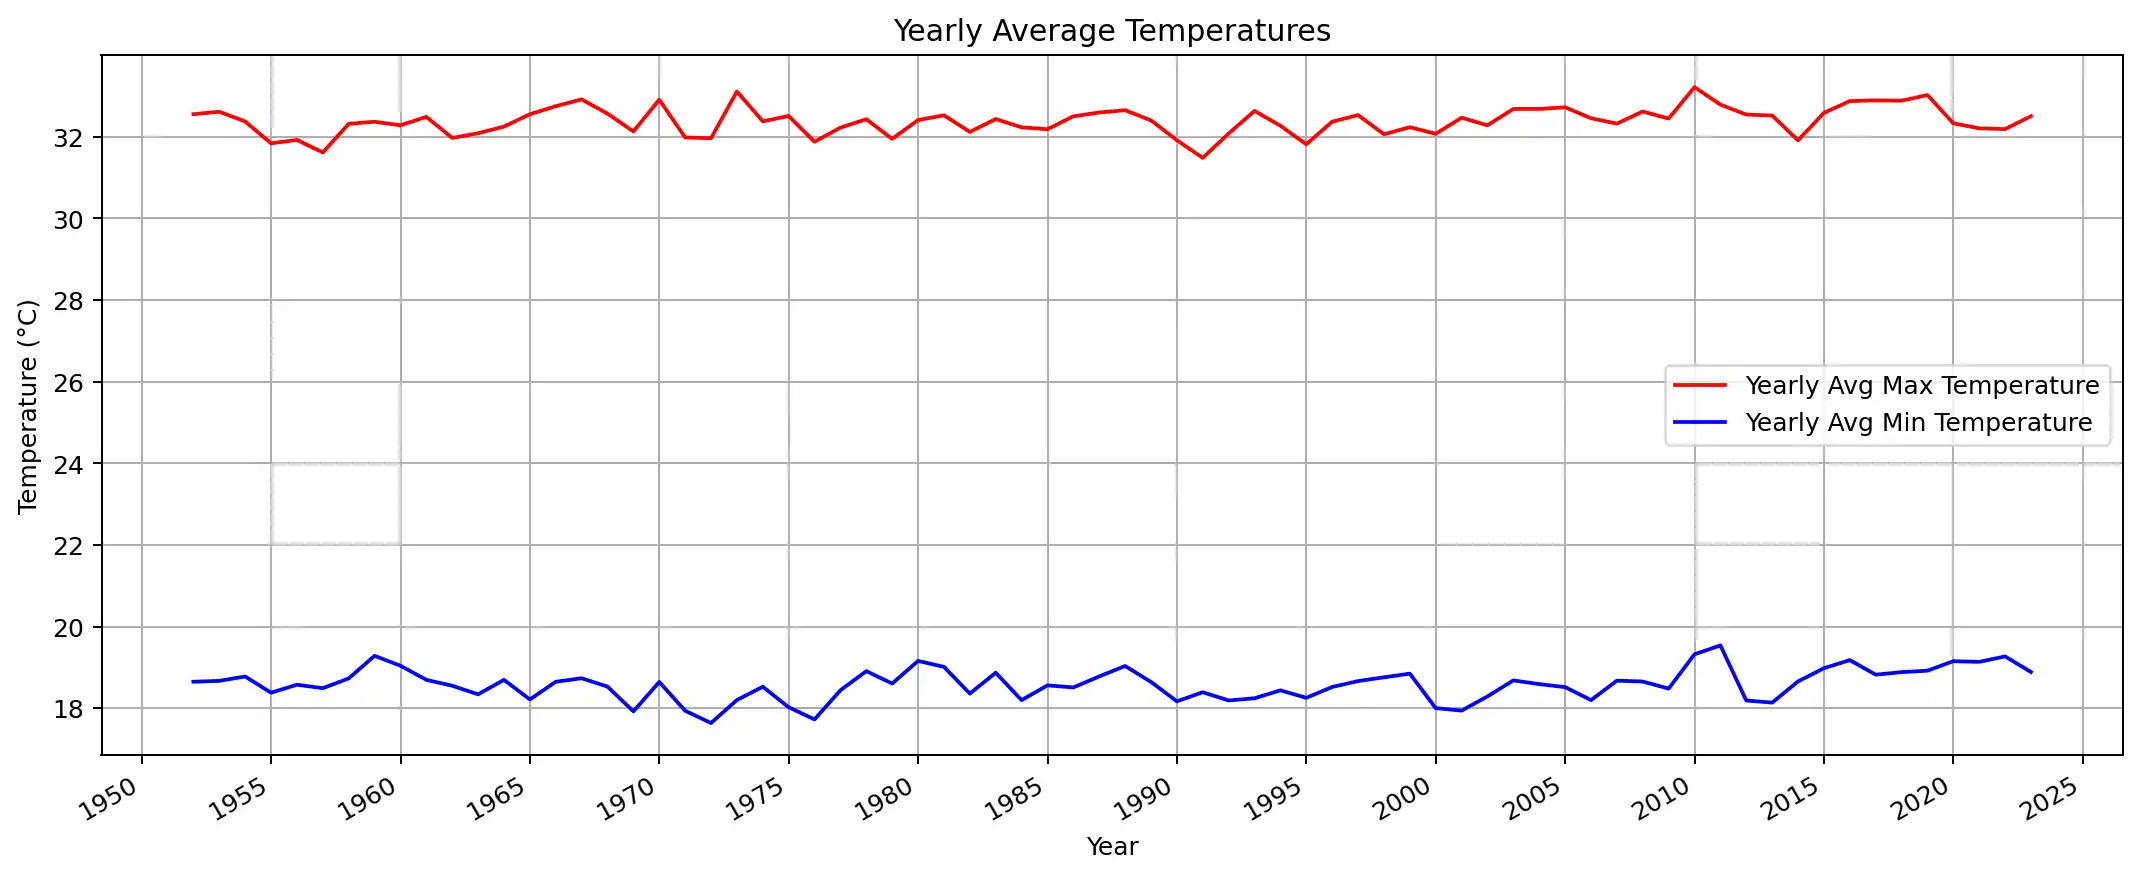 Yearly Average Temperatures
Temperature (°C)
32
30
28
26
24
22
20
18
Yearly Avg Max Temperature
Yearly Avg Min Temperature
1950 1955 1960 1965 1970 1975 1980 1985 1990 1995 2000 2005 2010 2015 2020 2025
Year